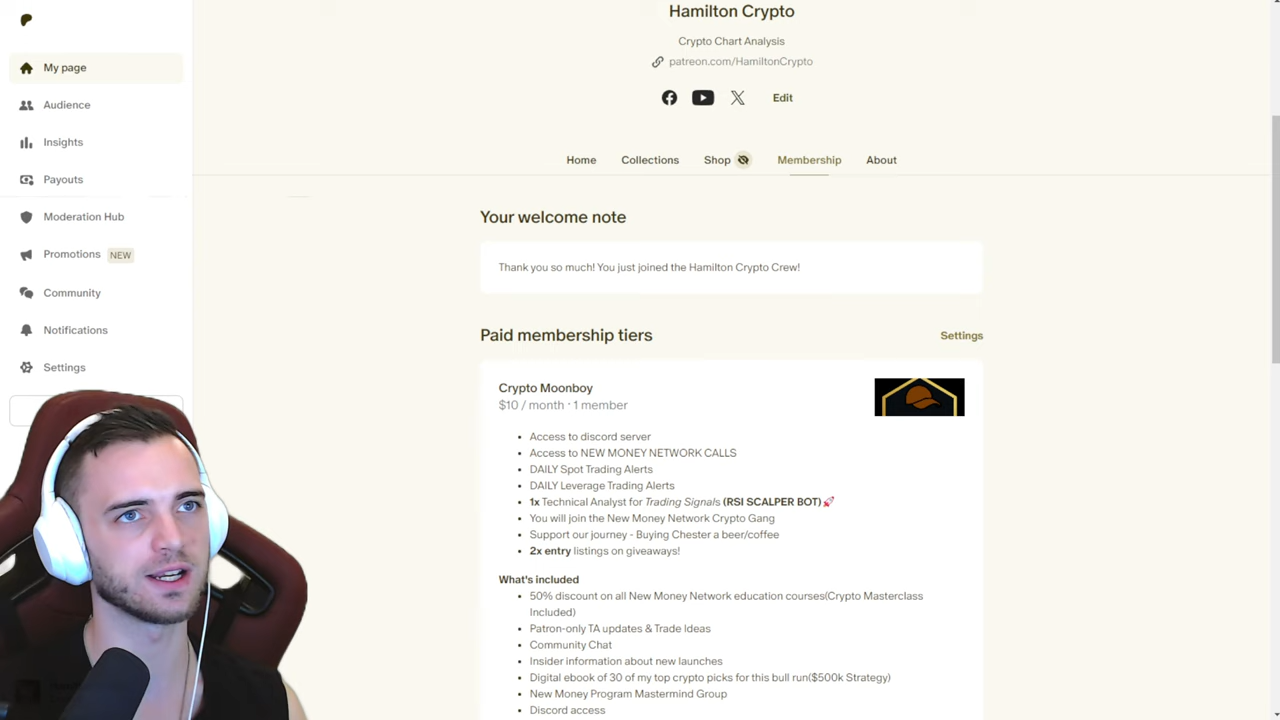 Hamilton Crypto
Crypto Chart Analysis
patreon.com/HamiltonCrypto
Edit
My page
Audience
Insights
Payouts
Moderation Hub
Promotions NEW
Community
Notifications
Settings
Home Collections Shop Membership About
Your welcome note
Thank you so much! You just joined the Hamilton Crypto Crew!
Paid membership tiers Settings
Crypto Moonboy
$10 / month · 1 member
• Access to discord server
• Access to NEW MONEY NETWORK CALLS
• DAILY Spot Trading Alerts
• DAILY Leverage Trading Alerts
• 1x Technical Analyst for Trading Signals (RSI SCALPER BOT)🚀
• You will join the New Money Network Crypto Gang
• Support our journey - Buying Chester a beer/coffee
• 2x entry listings on giveaways!
What's included
• 50% discount on all New Money Network education courses(Crypto Masterclass
Included)
• Patron-only TA updates & Trade Ideas
• Community Chat
• Insider information about new launches
• Digital ebook of 30 of my top crypto picks for this bull run($500k Strategy)
• New Money Program Mastermind Group
• Discord access